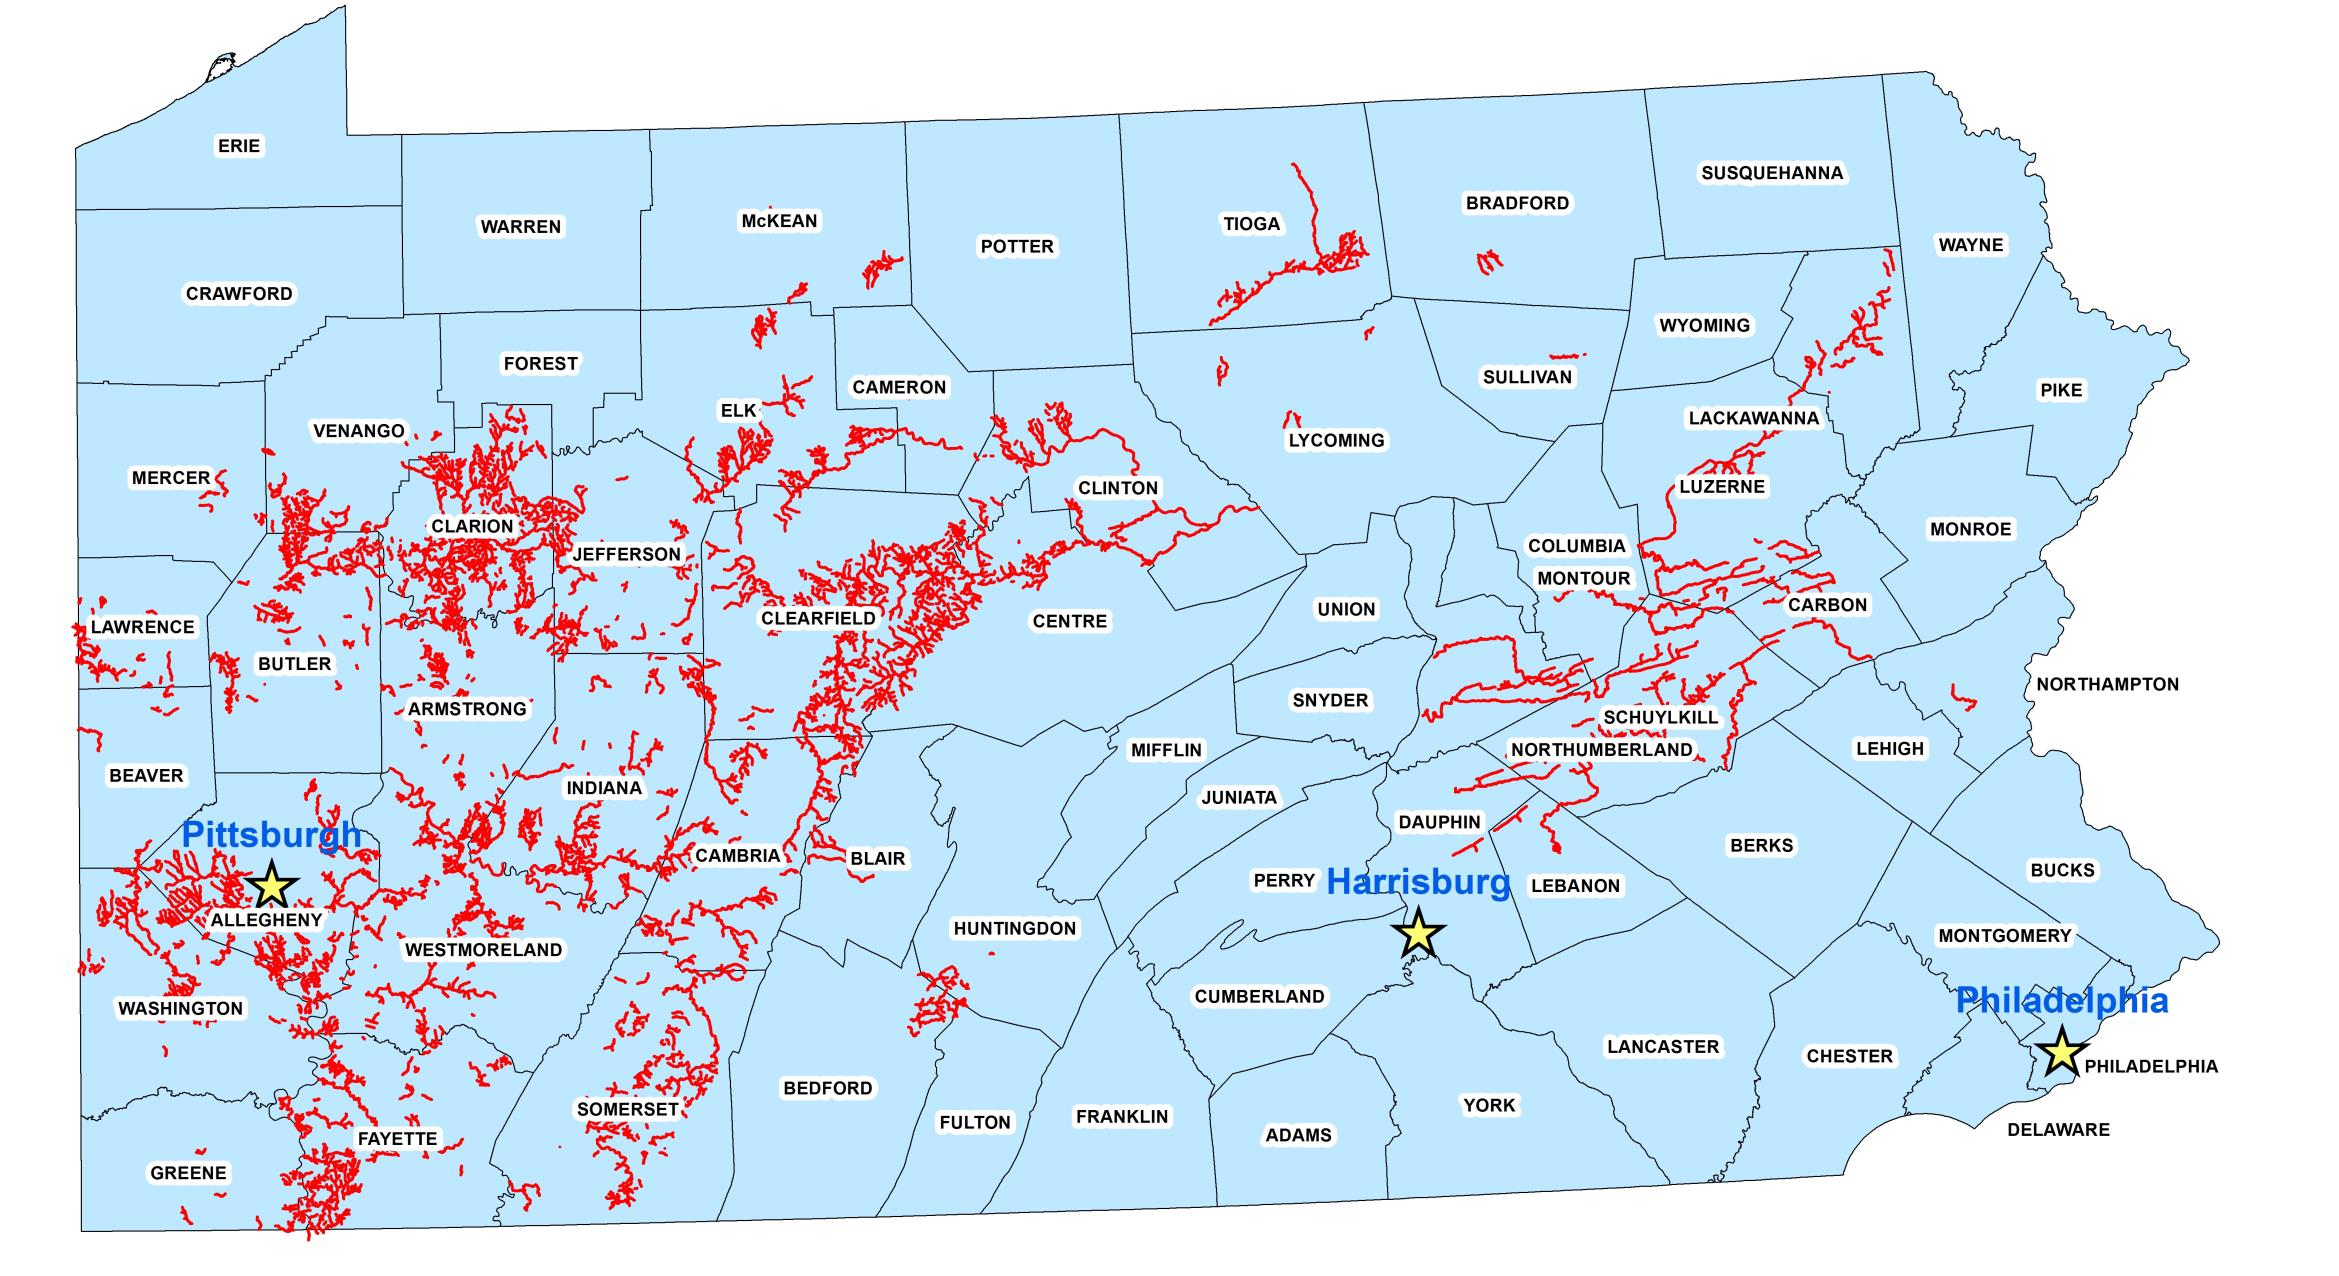 ERIE
SUSQUEHANNA
BRADFORD
McKEAN
TIOGA
WARREN
POTTER
WAYNE
CRAWFORD
WYOMING
FOREST
SULLIVAN
CAMERON
PIKE
ELK
LACKAWANNA
VENANGO
LYCOMING
MERCER
CLINTON
LUZERNE
CLARION
MONROE
COLUMBIA
JEFFERSON
MONTOUR
CARBON
UNION
CLEARFIELD
CENTRE
LAWRENCE
BUTLER
NORTHAMPTON
SNYDER
ARMSTRONG
SCHUYLKILL
MIFFLIN
NORTHUMBERLAND
LEHIGH
BEAVER
INDIANA
JUNIATA
DAUPHIN
Pittsburgh
BERKS
CAMBRIA
BLAIR
BUCKS
PERRY
Harrisburg
LEBANON
ALLEGHENY
HUNTINGDON
MONTGOMERY
WESTMORELAND
CUMBERLAND
Philadelphia
WASHINGTON
LANCASTER
CHESTER
PHILADELPHIA
BEDFORD
YORK
SOMERSET
FRANKLIN
FULTON
DELAWARE
ADAMS
FAYETTE
GREENE